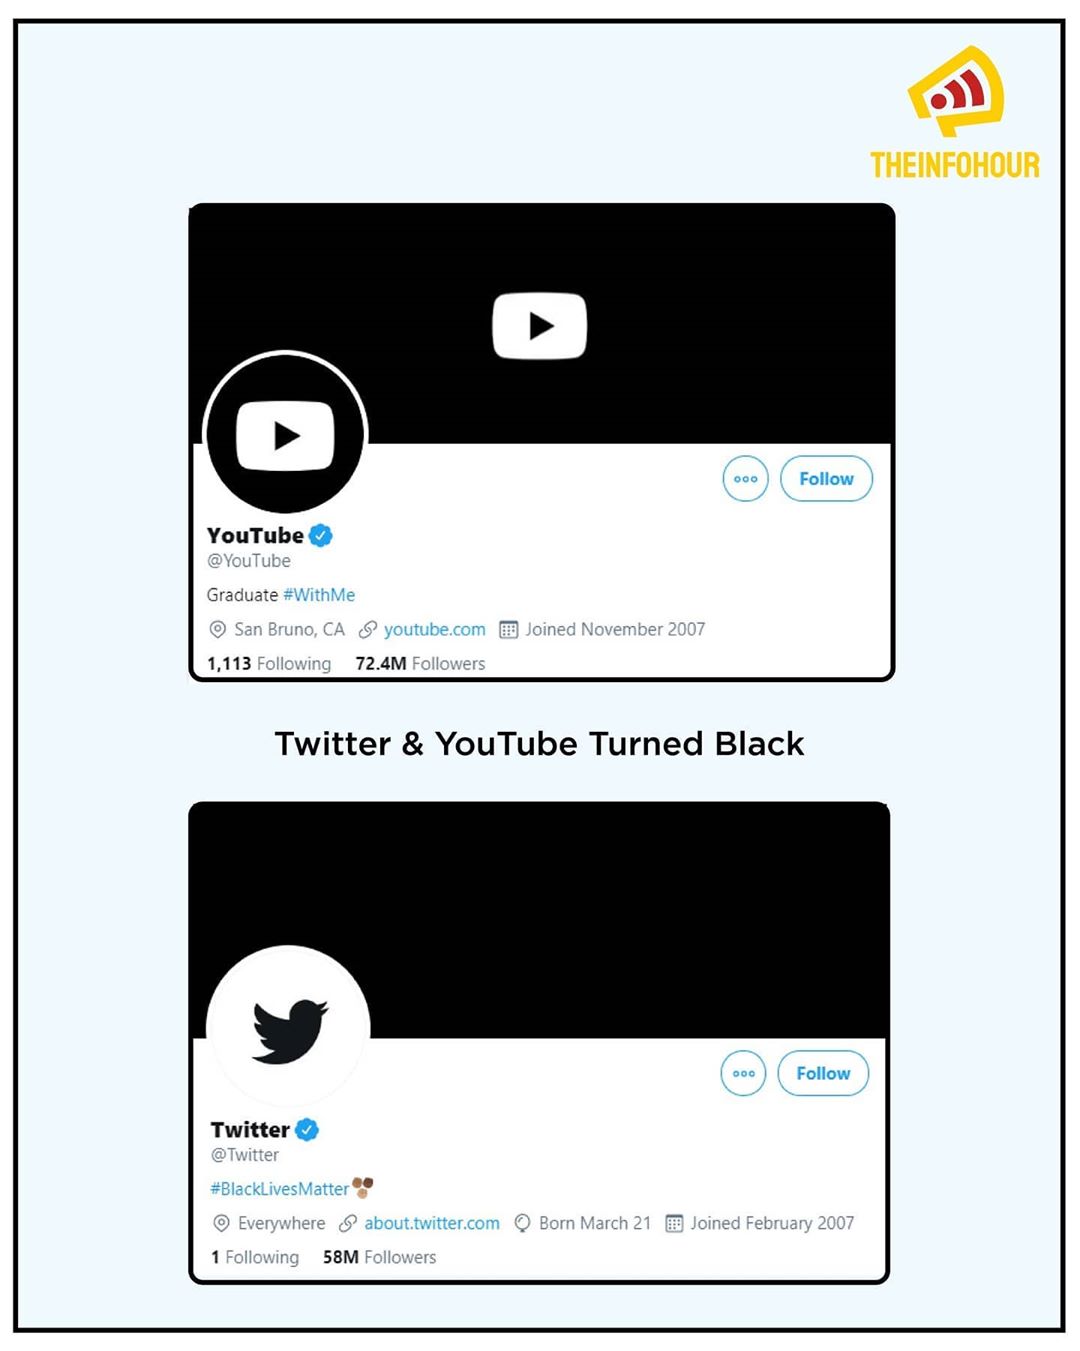 THEINFOHOUR
YouTube
@YouTube
Graduate #WithMe
San Bruno, CA youtube.com Joined November 2007
1,113 Following 72.4M Followers
Follow
Twitter & YouTube Turned Black
Follow
Twitter
@Twitter
#BlackLivesMatter
Everywhere about.twitter.com Born March 21 Joined February 2007
1 Following 58M Followers